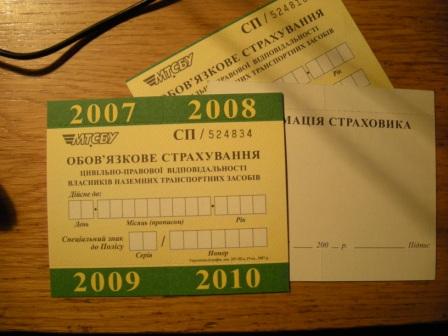 2007 2008
МТСБУ СП / 524834
ОБОВ'ЯЗКОВЕ СТРАХУВАННЯ
ЦИВІЛЬНО-ПРАВОВОЇ ВІДПОВІДАЛЬНОСТІ
ВЛАСНИКІВ НАЗЕМНИХ ТРАНСПОРТНИХ ЗАСОБІВ
Дійсне до:
День Місяць (прописом) Рік
Спеціальний знак
до Полісу
/
Серія Номер
2009 2010
СП / 52481
МТСБУ
ОБОВ'ЯЗКОВЕ СТРАХУВАННЯ
ПРАВОВОЇ ВІДПОВІДАЛЬНОСТІ
НАЗЕМНИХ ТРАНСПОРТНИХ ЗАСОБІВ
Рік
МАЦІЯ СТРАХОВИКА
200 р. Підпис